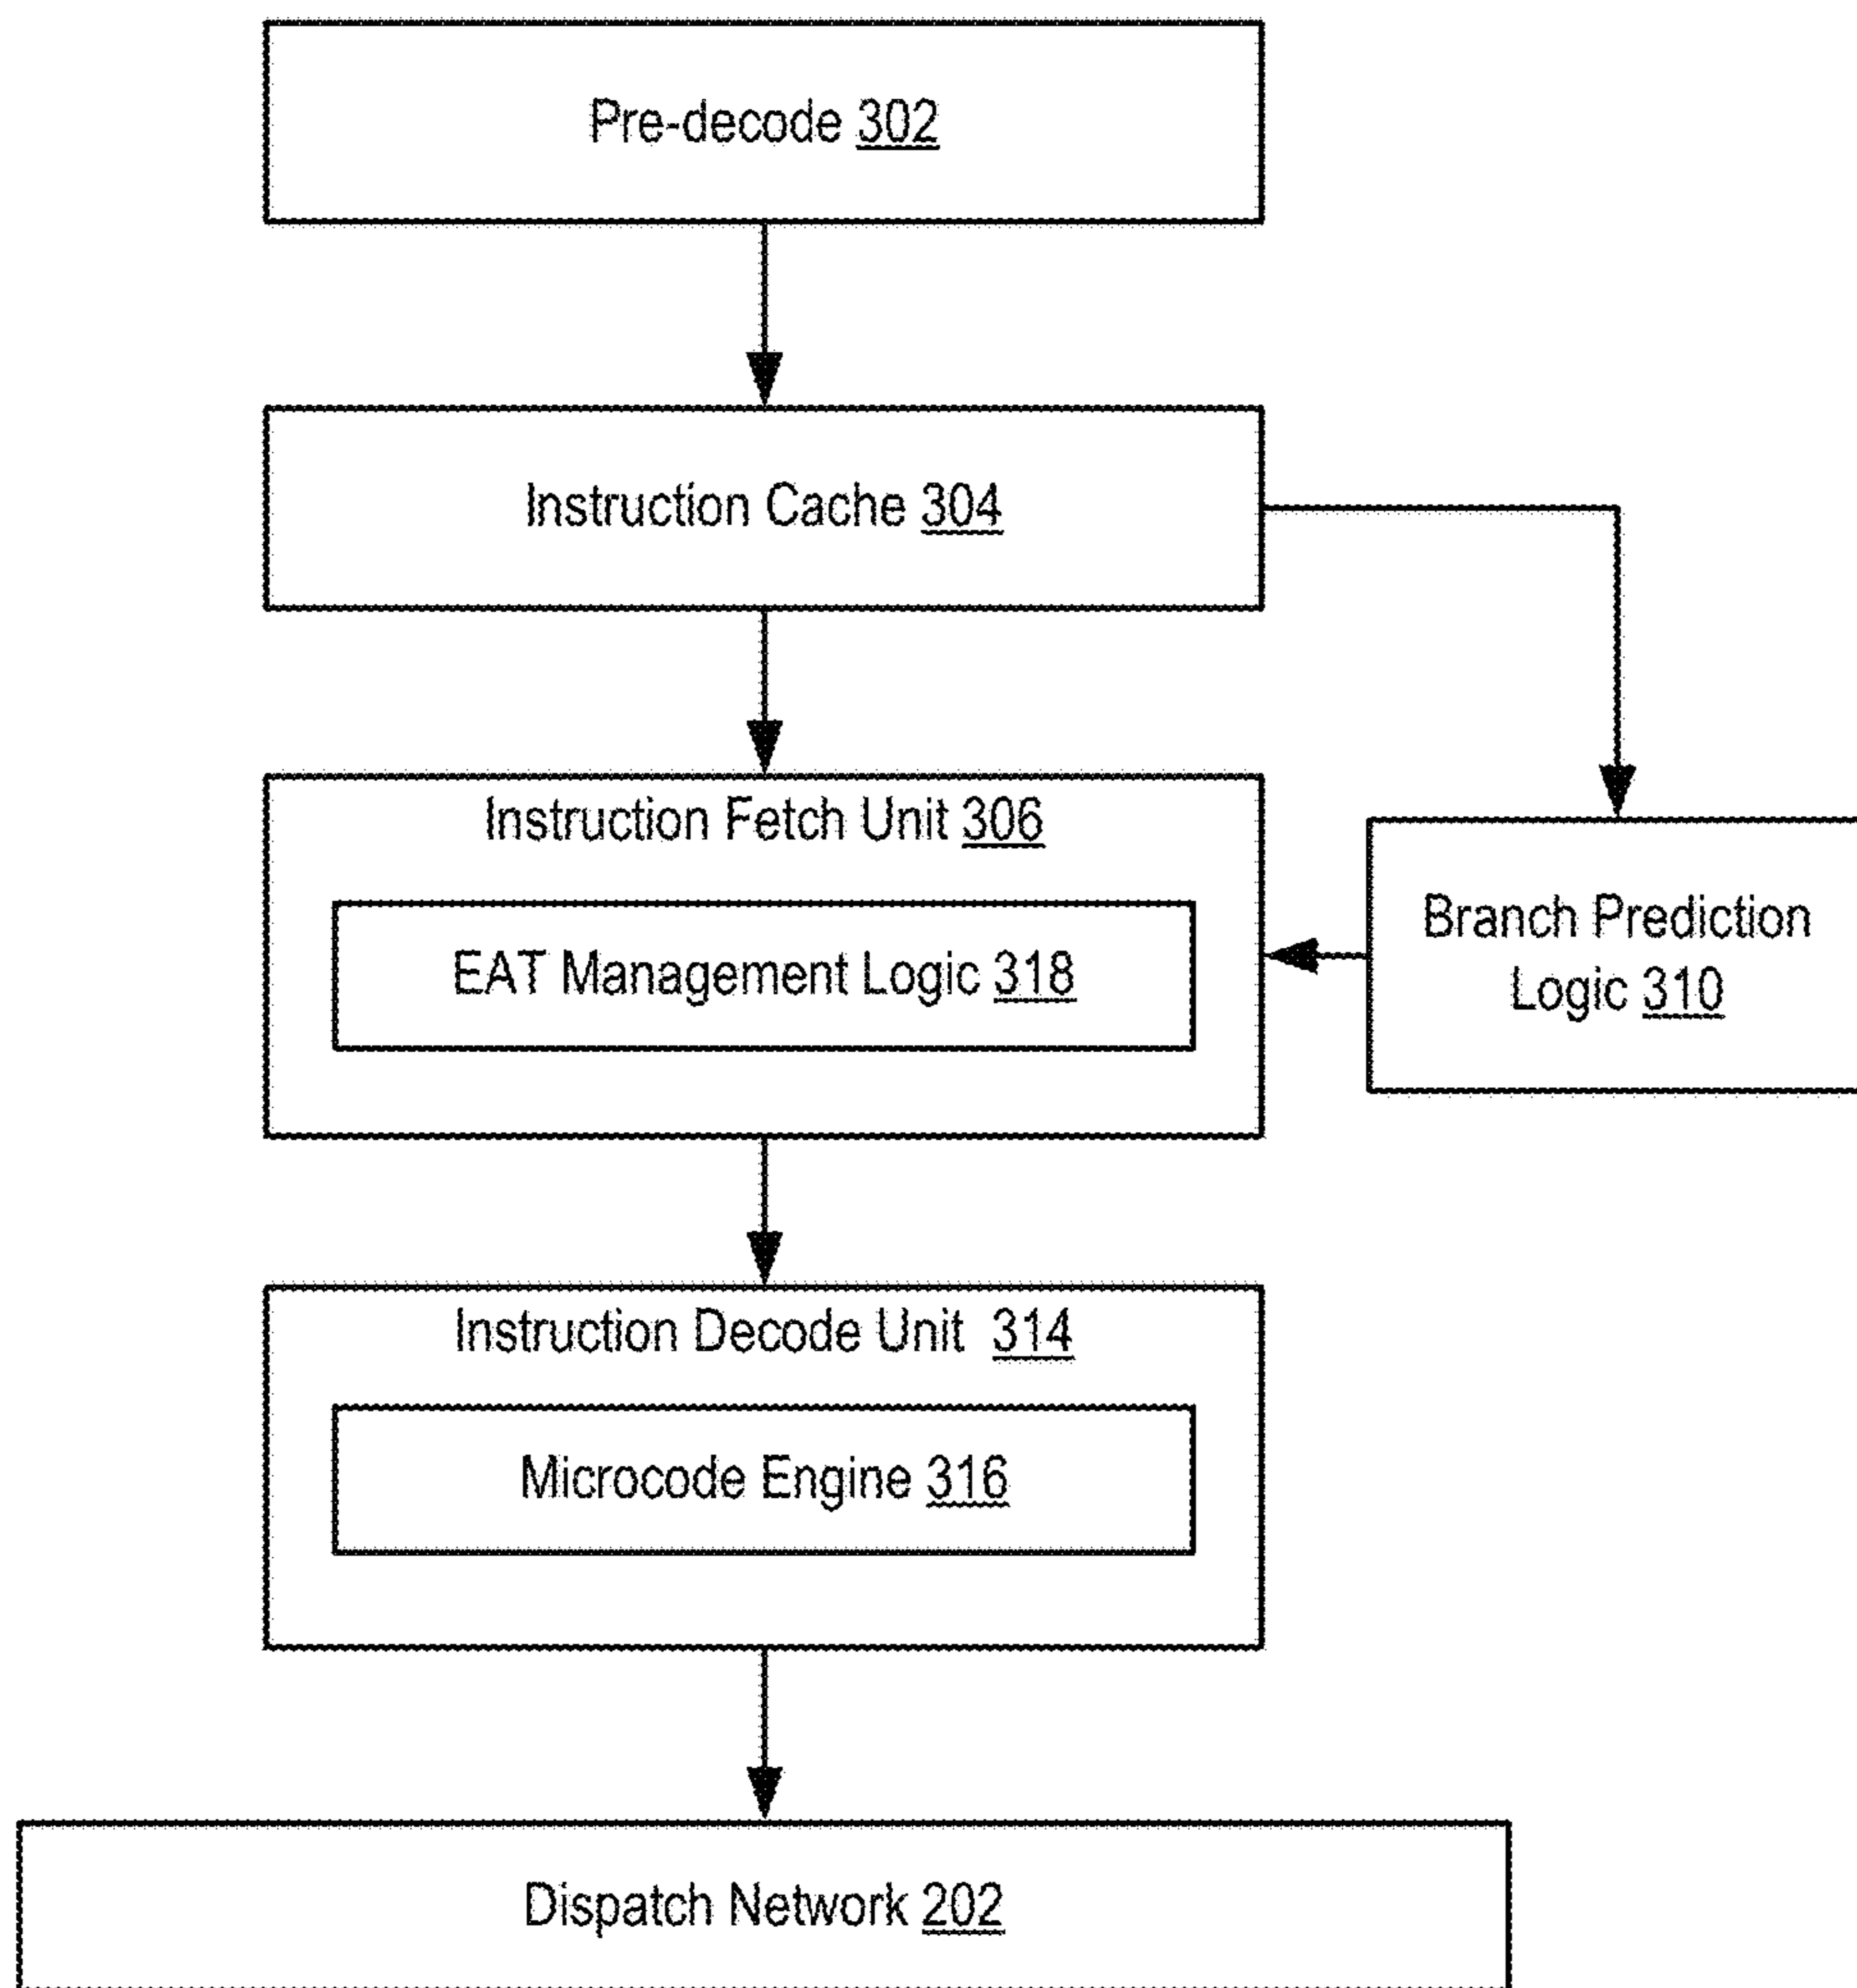 Pre-decode 302
Instruction Cache 304
Instruction Fetch Unit 306
EAT Management Logic 318
Branch Prediction
Logic 310
Instruction Decode Unit 314
Microcode Engine 316
Dispatch Network 202